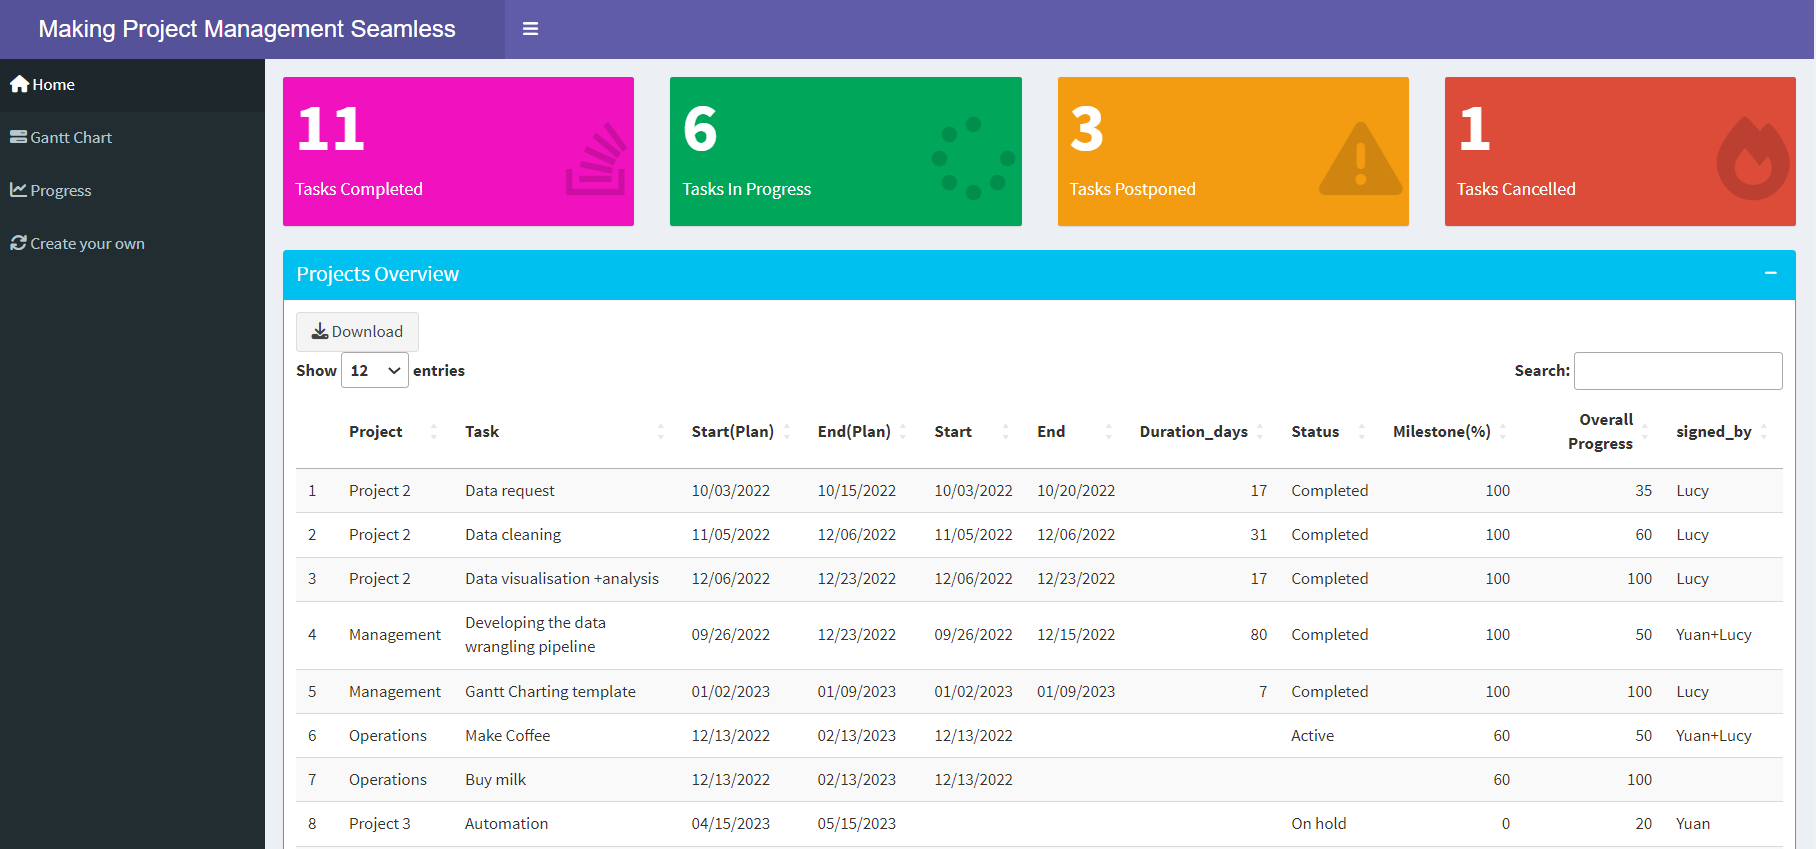 Making Project Management Seamless
Home
Gantt Chart
Progress
Create your own
11
Tasks Completed
6
Tasks In Progress
3
Tasks Postponed
1
Tasks Cancelled
Projects Overview
Download
Show 12 entries
Search:
Project Task Start(Plan) End(Plan) Start End Duration_days Status Milestone(%) Overall Progress signed_by
1 Project 2 Data request 10/03/2022 10/15/2022 10/03/2022 10/20/2022 17 Completed 100 35 Lucy
2 Project 2 Data cleaning 11/05/2022 12/06/2022 11/05/2022 12/06/2022 31 Completed 100 60 Lucy
3 Project 2 Data visualisation +analysis 12/06/2022 12/23/2022 12/06/2022 12/23/2022 17 Completed 100 100 Lucy
4 Management Developing the data wrangling pipeline 09/26/2022 12/23/2022 09/26/2022 12/15/2022 80 Completed 100 50 Yuan+Lucy
5 Management Gantt Charting template 01/02/2023 01/09/2023 01/02/2023 01/09/2023 7 Completed 100 100 Lucy
6 Operations Make Coffee 12/13/2022 02/13/2023 12/13/2022 Active 60 50 Yuan+Lucy
7 Operations Buy milk 12/13/2022 02/13/2023 12/13/2022 60 100
8 Project 3 Automation 04/15/2023 05/15/2023 On hold 0 20 Yuan